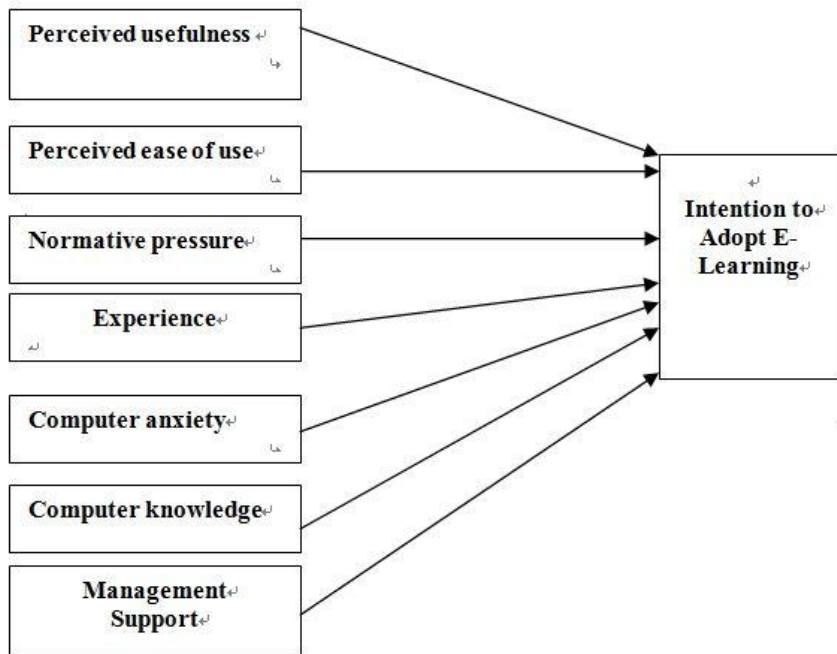 Perceived usefulness
Perceived ease of use
Normative pressure
Experience
Computer anxiety
Computer knowledge
Management
Support
Intention to
Adopt E-
Learning